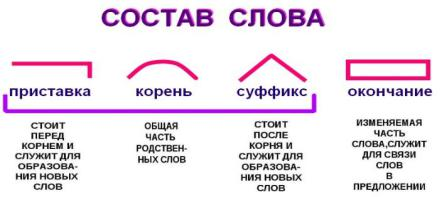 СОСТАВ СЛОВА
приставка корень суффикс окончание
СТОИТ
ПЕРЕД
КОРНЕМ И
СЛУЖИТ ДЛЯ
ОБРАЗОВА-
НИЯ НОВЫХ
СЛОВ
ОБЩАЯ
ЧАСТЬ
РОДСТВЕН-
НЫХ СЛОВ
СТОИТ
ПОСЛЕ
КОРНЯ И
СЛУЖИТ ДЛЯ
ОБРАЗОВА-
НИЯ НОВЫХ
СЛОВ
ИЗМЕНЯЕМАЯ
ЧАСТЬ
СЛОВА,СЛУЖИТ
ДЛЯ СВЯЗИ
СЛОВ
В
ПРЕДЛОЖЕНИИ